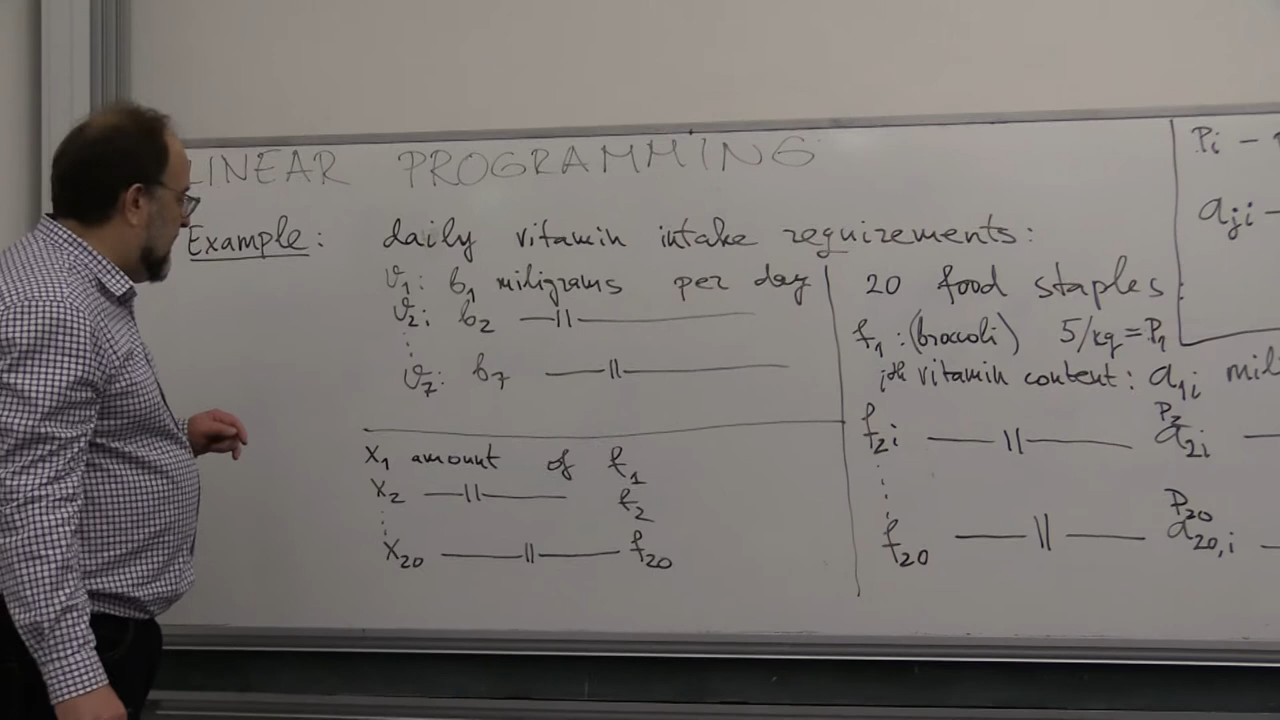 LINEAR PROGRAMMING
Example: daily vitamin intake requirements:
v₁: b₁ miligrams per day
v₂: b₂ —||—
⋮
v₇: b₇ —||—
x₁ amount of f₁
x₂ —||— f₂
⋮
x₂₀ —||— f₂₀
20 food staples
f₁: (broccoli) 5/kg = P₁
iᵗʰ vitamin content: a₁ᵢ mil
f₂: —||— P₂ a₂ᵢ —
⋮
f₂₀ —||— P₂₀ a₂₀,ᵢ —
Pᵢ –
aⱼᵢ –